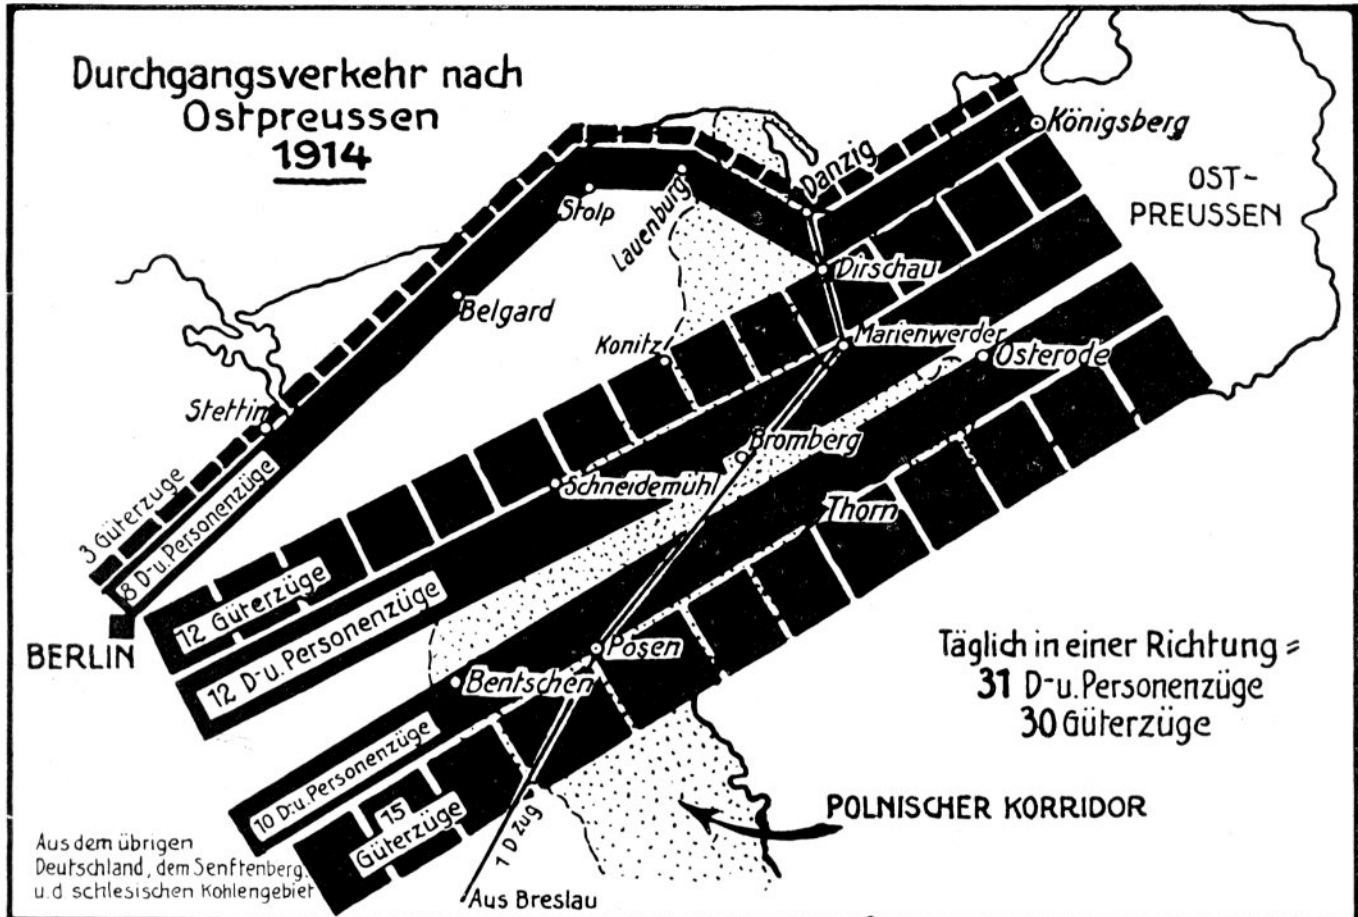 Durchgangsverkehr nach
Ostpreussen
1914
Königsberg
OST-
PREUSSEN
Danzig
Stolp
Lauenburg
Dirschau
Belgard
Konitz
Marienwerder
Osterode
Stettin
Bromberg
Schneidemühl
Thorn
3 Güterzüge
8 D-u.Personenzüge
12 Güterzüge
12 D-u.Personenzüge
BERLIN
Posen
Bentschen
Täglich in einer Richtung =
31 D-u.Personenzüge
30 Güterzüge
10 D-u.Personenzüge
15
Güterzüge
1 D zug
POLNISCHER KORRIDOR
Aus dem übrigen
Deutschland, dem Senftenberg.
u.d schlesischen Kohlengebiet
Aus Breslau